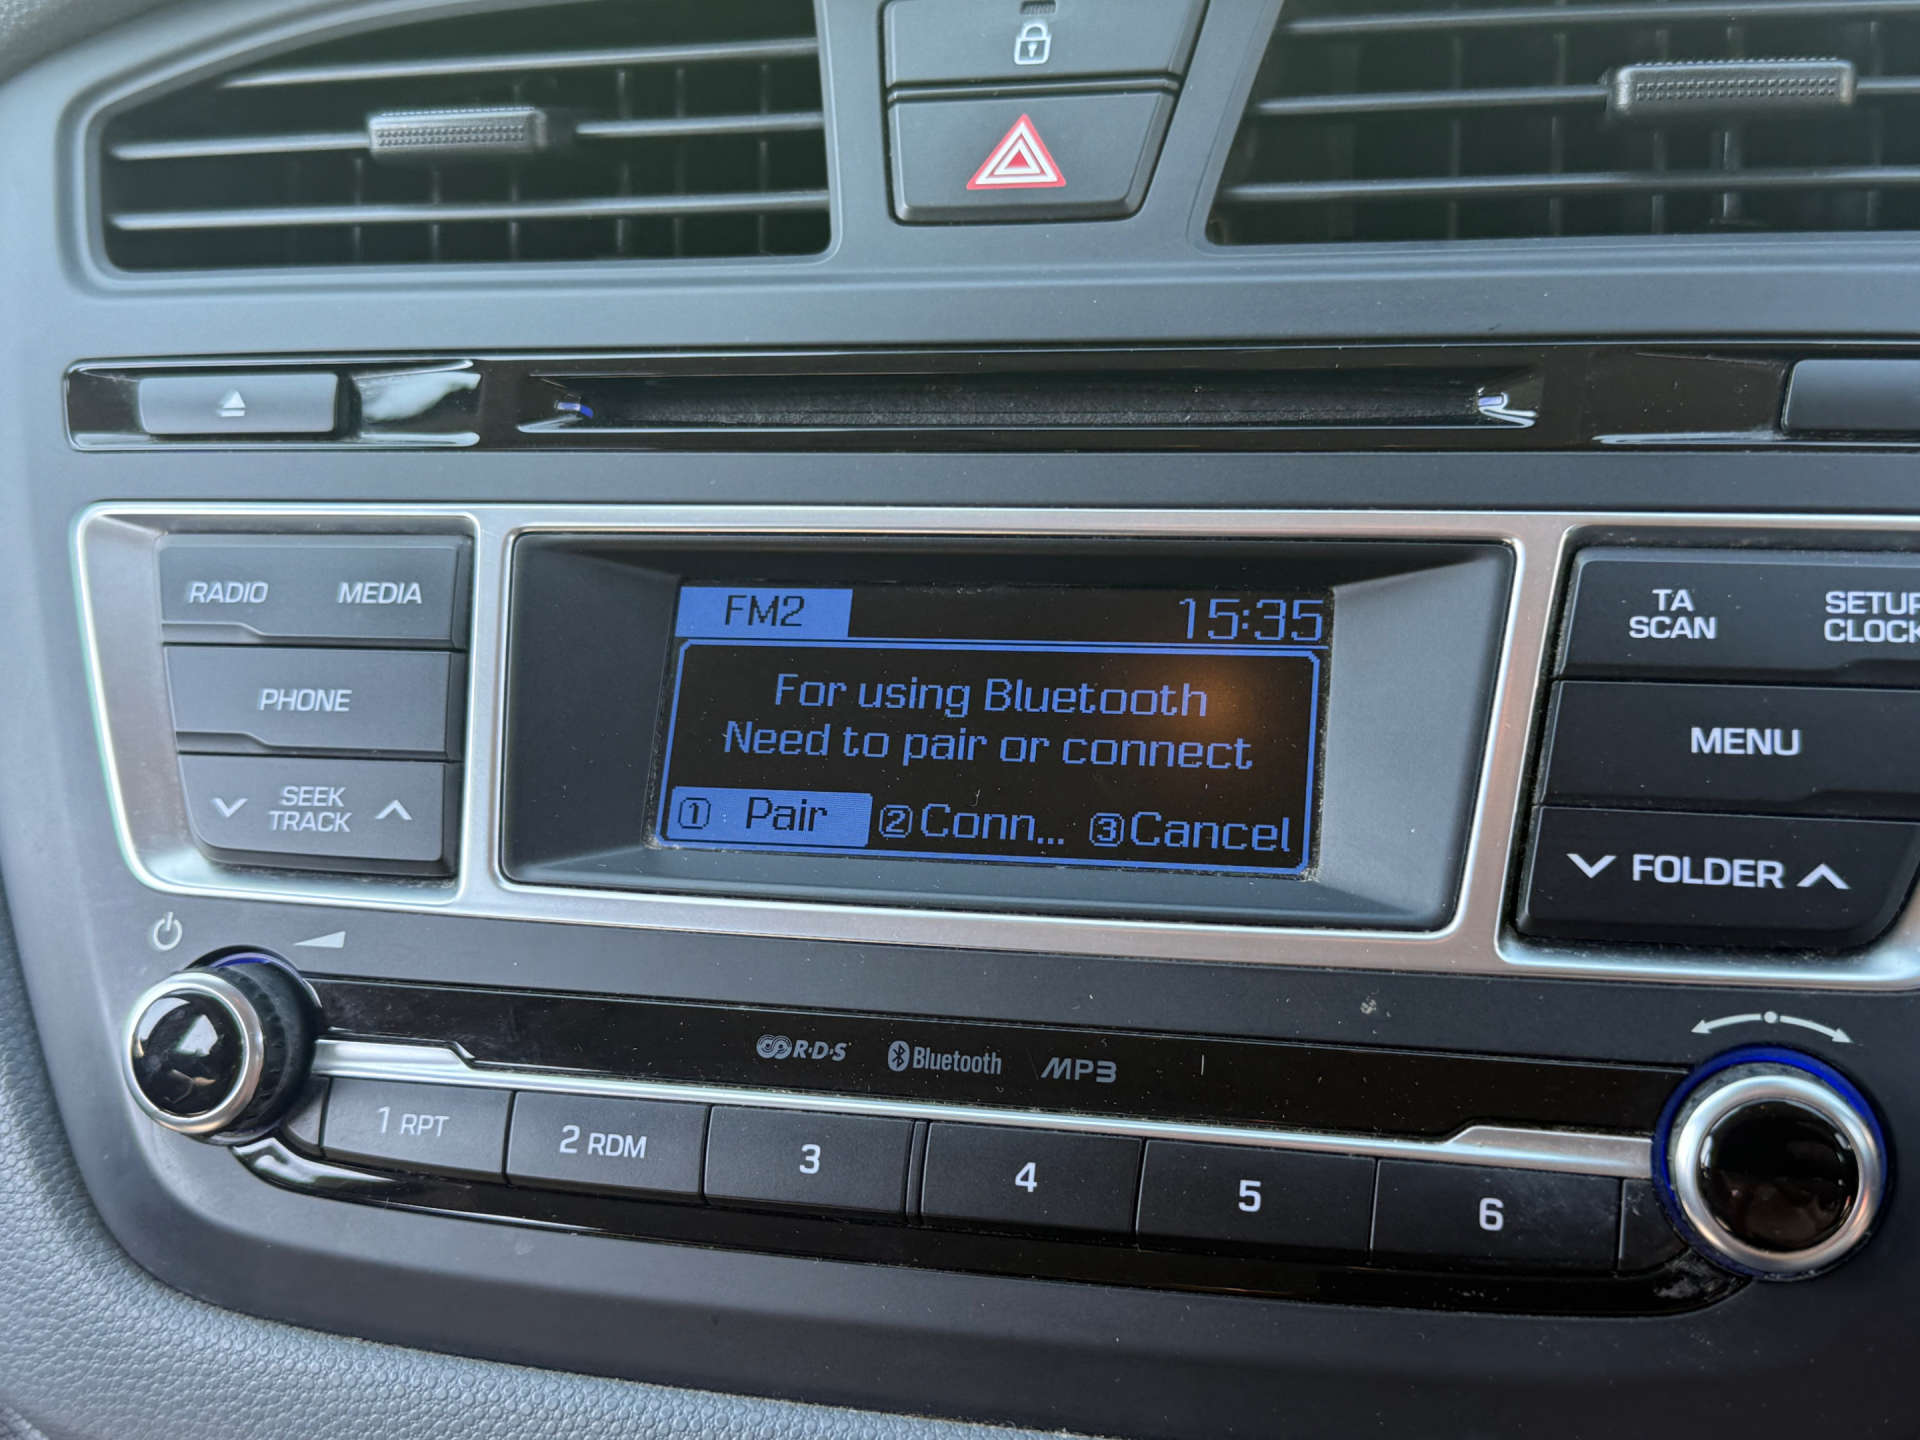 RADIO MEDIA
PHONE
SEEK
TRACK
FM2 15:35
For using Bluetooth
Need to pair or connect
① Pair ②Conn... ③Cancel
TA
SCAN
SETUP
CLOCK
MENU
FOLDER
R·D·S Bluetooth MP3
1 RPT 2 RDM 3 4 5 6